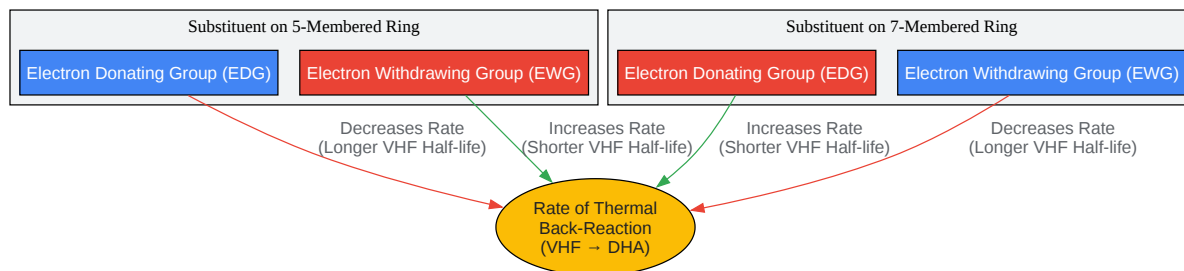 Substituent on 5-Membered Ring
Electron Donating Group (EDG)
Electron Withdrawing Group (EWG)
Substituent on 7-Membered Ring
Electron Donating Group (EDG)
Electron Withdrawing Group (EWG)
Decreases Rate
(Longer VHF Half-life)
Increases Rate
(Shorter VHF Half-life)
Increases Rate
(Shorter VHF Half-life)
Decreases Rate
(Longer VHF Half-life)
Rate of Thermal
Back-Reaction
(VHF → DHA)